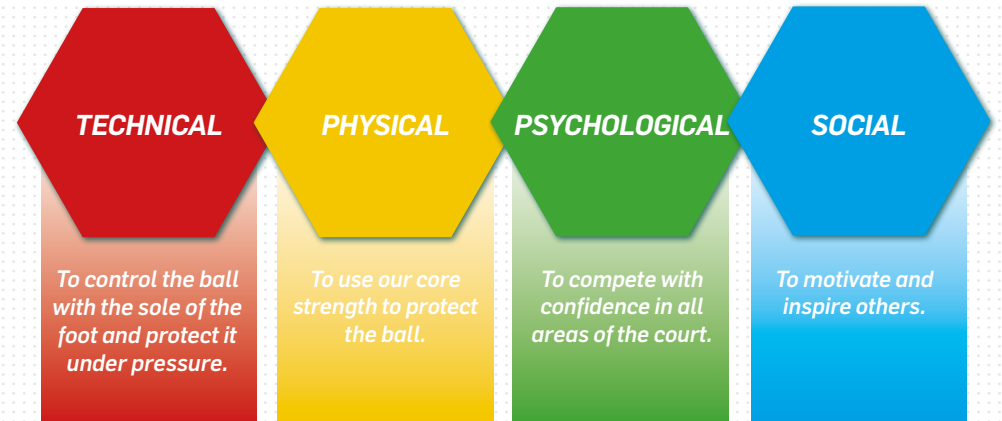 TECHNICAL
To control the ball
with the sole of the
foot and protect it
under pressure.
PHYSICAL
To use our core
strength to protect
the ball.
PSYCHOLOGICAL
To compete with
confidence in all
areas of the court.
SOCIAL
To motivate and
inspire others.